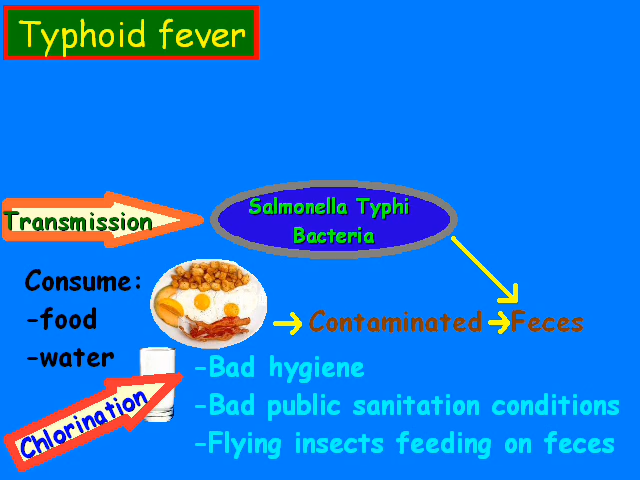 Typhoid fever
Transmission
Salmonella Typhi
Bacteria
Consume:
-food
-water
Contaminated
Feces
Chlorination
-Bad hygiene
-Bad public sanitation conditions
-Flying insects feeding on feces